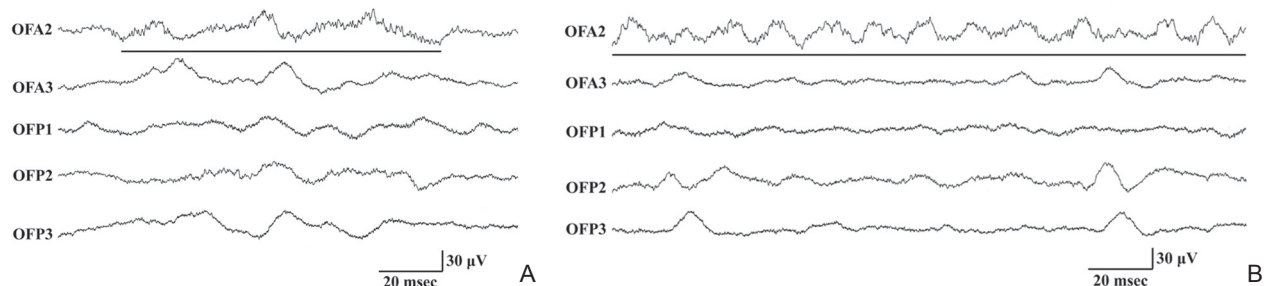 OFA2
OFA3
OFP1
OFP2
OFP3
30 µV
20 msec
A
OFA2
OFA3
OFP1
OFP2
OFP3
30 µV
20 msec
B